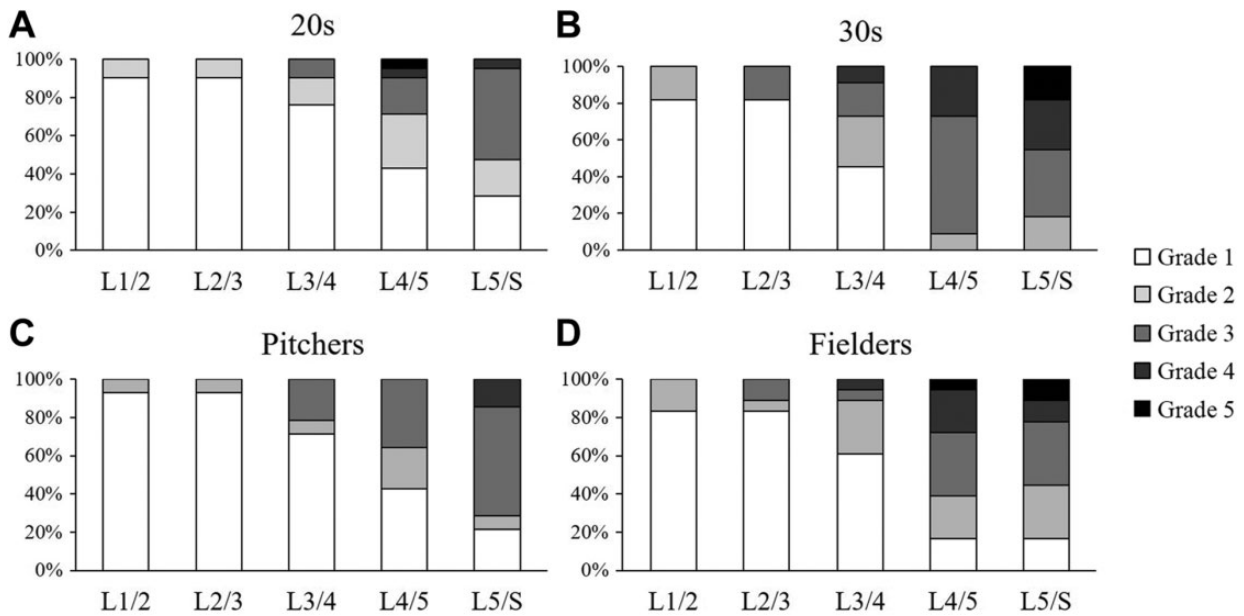 A
20s
100%
80%
60%
40%
20%
0%
L1/2 L2/3 L3/4 L4/5 L5/S
B
30s
100%
80%
60%
40%
20%
0%
L1/2 L2/3 L3/4 L4/5 L5/S
C
Pitchers
100%
80%
60%
40%
20%
0%
L1/2 L2/3 L3/4 L4/5 L5/S
D
Fielders
100%
80%
60%
40%
20%
0%
L1/2 L2/3 L3/4 L4/5 L5/S
Grade 1
Grade 2
Grade 3
Grade 4
Grade 5